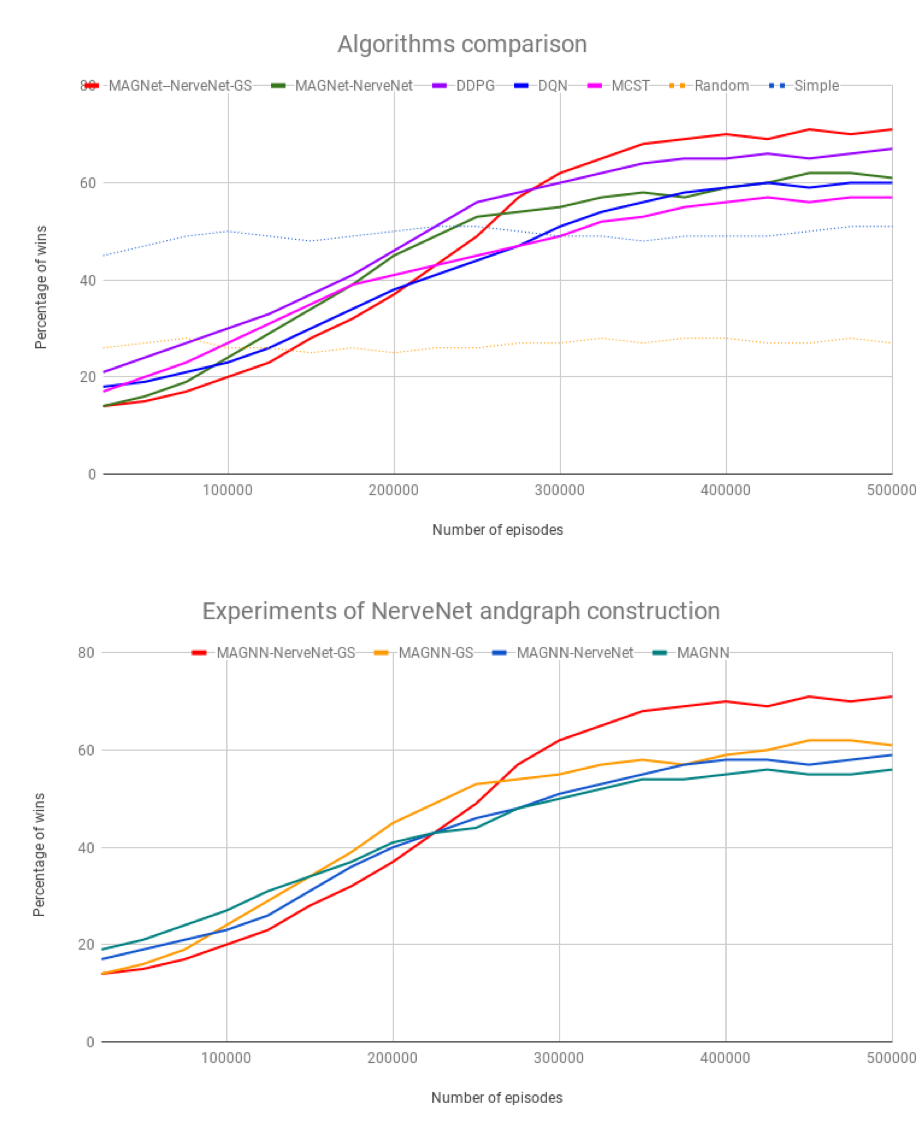 Algorithms comparison
80 MAGNet–NerveNet-GS MAGNet-NerveNet DDPG DQN MCST Random Simple
60
40
20
0
Percentage of wins
100000 200000 300000 400000 500000
Number of episodes
Experiments of NerveNet andgraph construction
80 MAGNN-NerveNet-GS MAGNN-GS MAGNN-NerveNet MAGNN
60
40
20
0
Percentage of wins
100000 200000 300000 400000 500000
Number of episodes